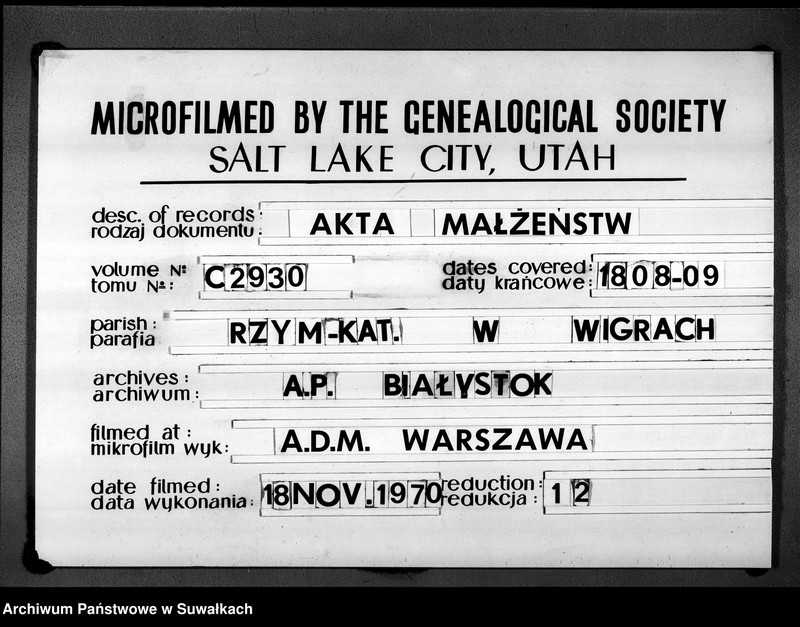 MICROFILMED BY THE GENEALOGICAL SOCIETY
SALT LAKE CITY, UTAH
desc. of records:
rodzaj dokumentu: AKTA MAŁŻEŃSTW
volume Nº
tomu Nº: C2930
dates covered:
daty krańcowe: 1808-09
parish:
parafia RZYM-KAT. W WIGRACH
archives:
archiwum: A.P. BIAŁYSTOK
filmed at:
mikrofilm wyk: A.D.M. WARSZAWA
date filmed:
data wykonania: 18 NOV. 1970
reduction:
redukcja: 12
Archiwum Państwowe w Suwałkach